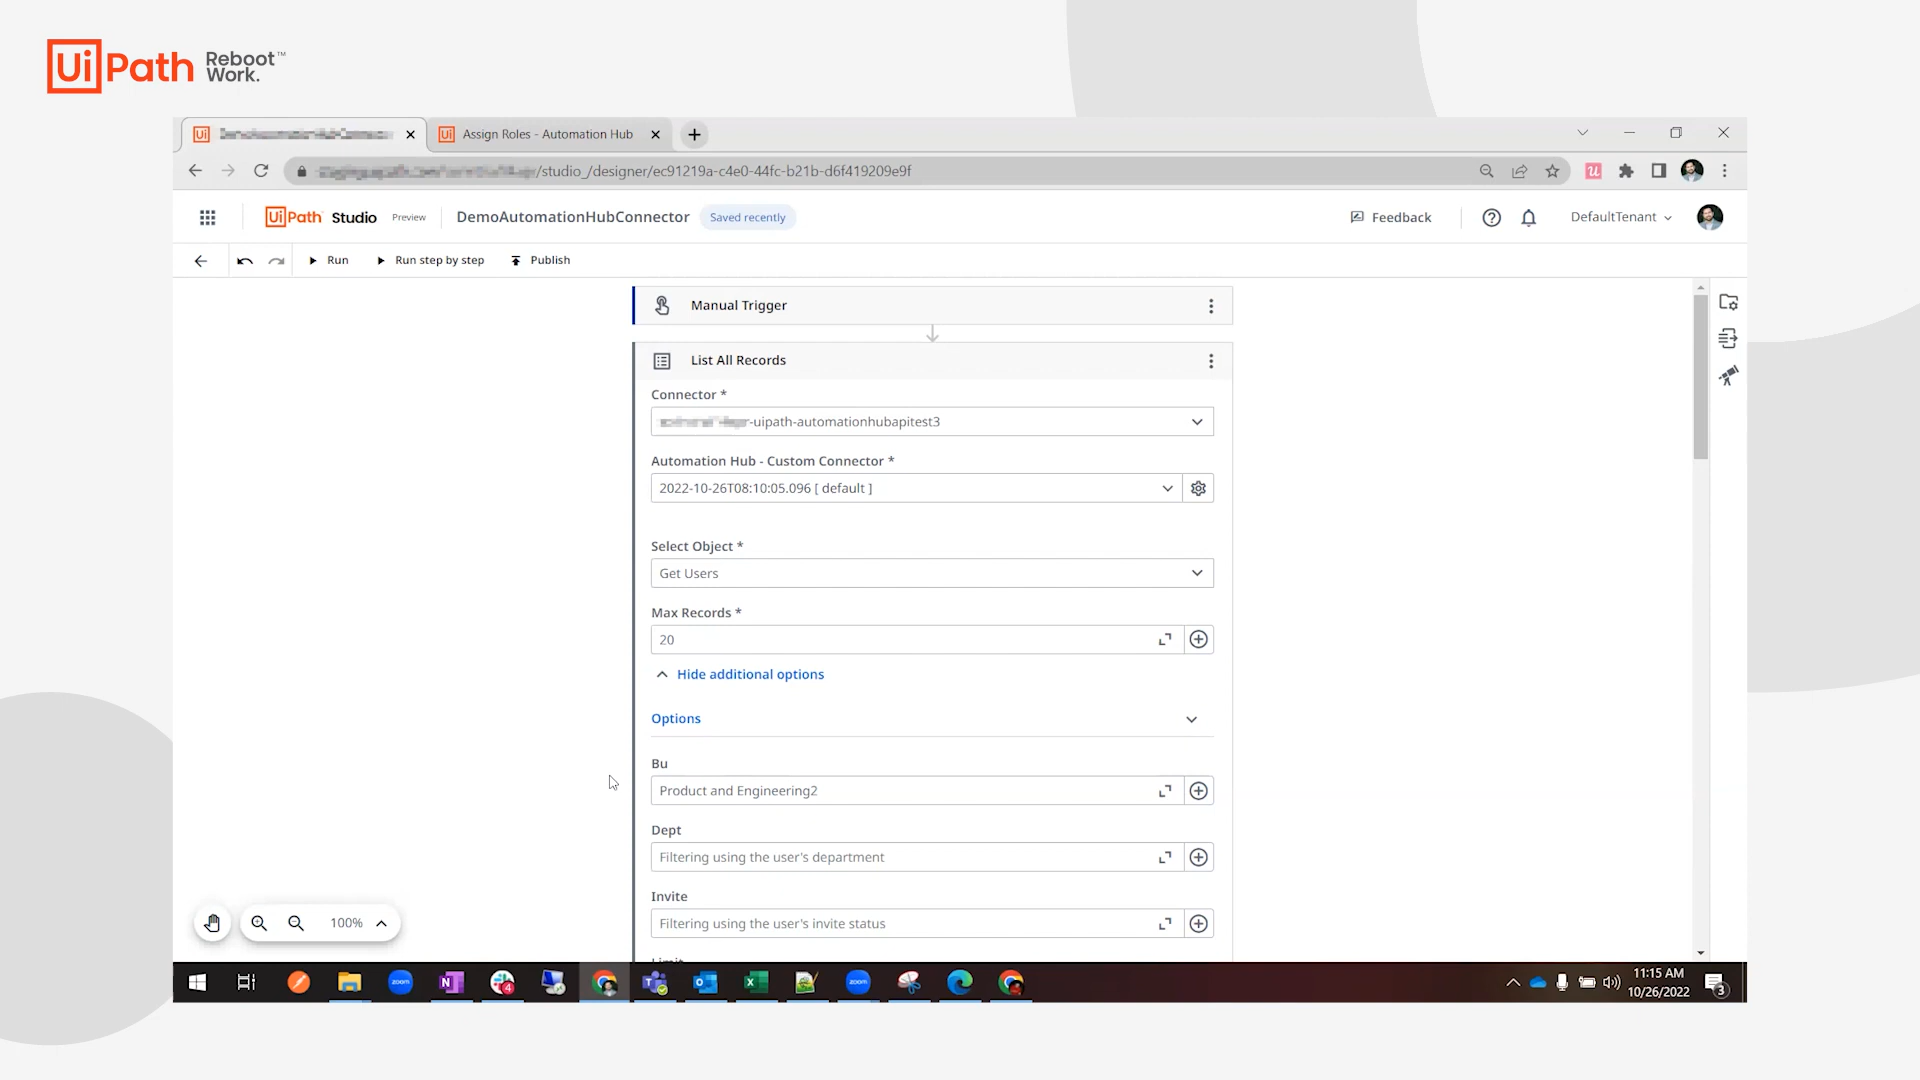 UiPath Reboot Work.™
Assign Roles - Automation Hub
/studio_/designer/ec91219a-c4e0-44fc-b21b-d6f419209e9f
UiPath Studio Preview DemoAutomationHubConnector Saved recently Feedback DefaultTenant
Run Run step by step Publish
Manual Trigger
List All Records
Connector *
-uipath-automationhubapitest3
Automation Hub - Custom Connector *
2022-10-26T08:10:05.096 [ default ]
Select Object *
Get Users
Max Records *
20
Hide additional options
Options
Bu
Product and Engineering2
Dept
Filtering using the user's department
Invite
Filtering using the user's invite status
Limit
100%
11:15 AM
10/26/2022
3